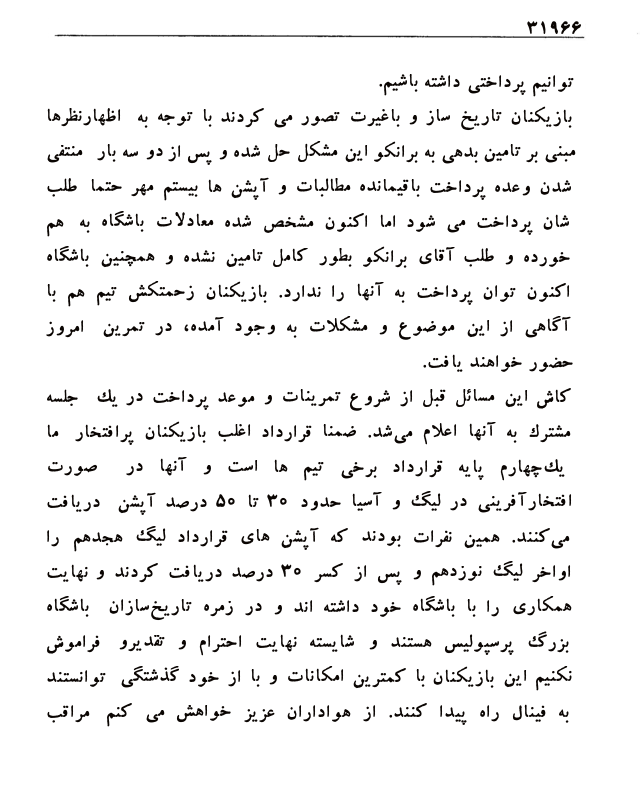 ۳۱۹۶۶
توانیم پرداختی داشته باشیم.
بازیکنان تاریخ ساز و باغیرت تصور می کردند با توجه به اظهارنظرها
مبنی بر تامین بدهی به برانکو این مشکل حل شده و پس از دو سه بار منتفی
شدن وعده پرداخت باقیمانده مطالبات و آپشن ها بیستم مهر حتما طلب
شان پرداخت می شود اما اکنون مشخص شده معادلات باشگاه به هم
خورده و طلب آقای برانکو بطور کامل تامین نشده و همچنین باشگاه
اکنون توان پرداخت به آنها را ندارد. بازیکنان زحمتکش تیم هم با
آگاهی از این موضوع و مشکلات به وجود آمده، در تمرین امروز
حضور خواهند یافت.
کاش این مسائل قبل از شروع تمرینات و موعد پرداخت در یک جلسه
مشترک به آنها اعلام می‌شد. ضمنا قرارداد اغلب بازیکنان پرافتخار ما
یک‌چهارم پایه قرارداد برخی تیم ها است و آنها در صورت
افتخارآفرینی در لیگ و آسیا حدود ۳۰ تا ۵۰ درصد آپشن دریافت
می‌کنند. همین نفرات بودند که آپشن های قرارداد لیگ هجدهم را
اواخر لیگ نوزدهم و پس از کسر ۳۰ درصد دریافت کردند و نهایت
همکاری را با باشگاه خود داشته اند و در زمره تاریخ‌سازان باشگاه
بزرگ پرسپولیس هستند و شایسته نهایت احترام و تقدیرو فراموش
نکنیم این بازیکنان با کمترین امکانات و با از خود گذشتگی توانستند
به فینال راه پیدا کنند. از هواداران عزیز خواهش می کنم مراقب